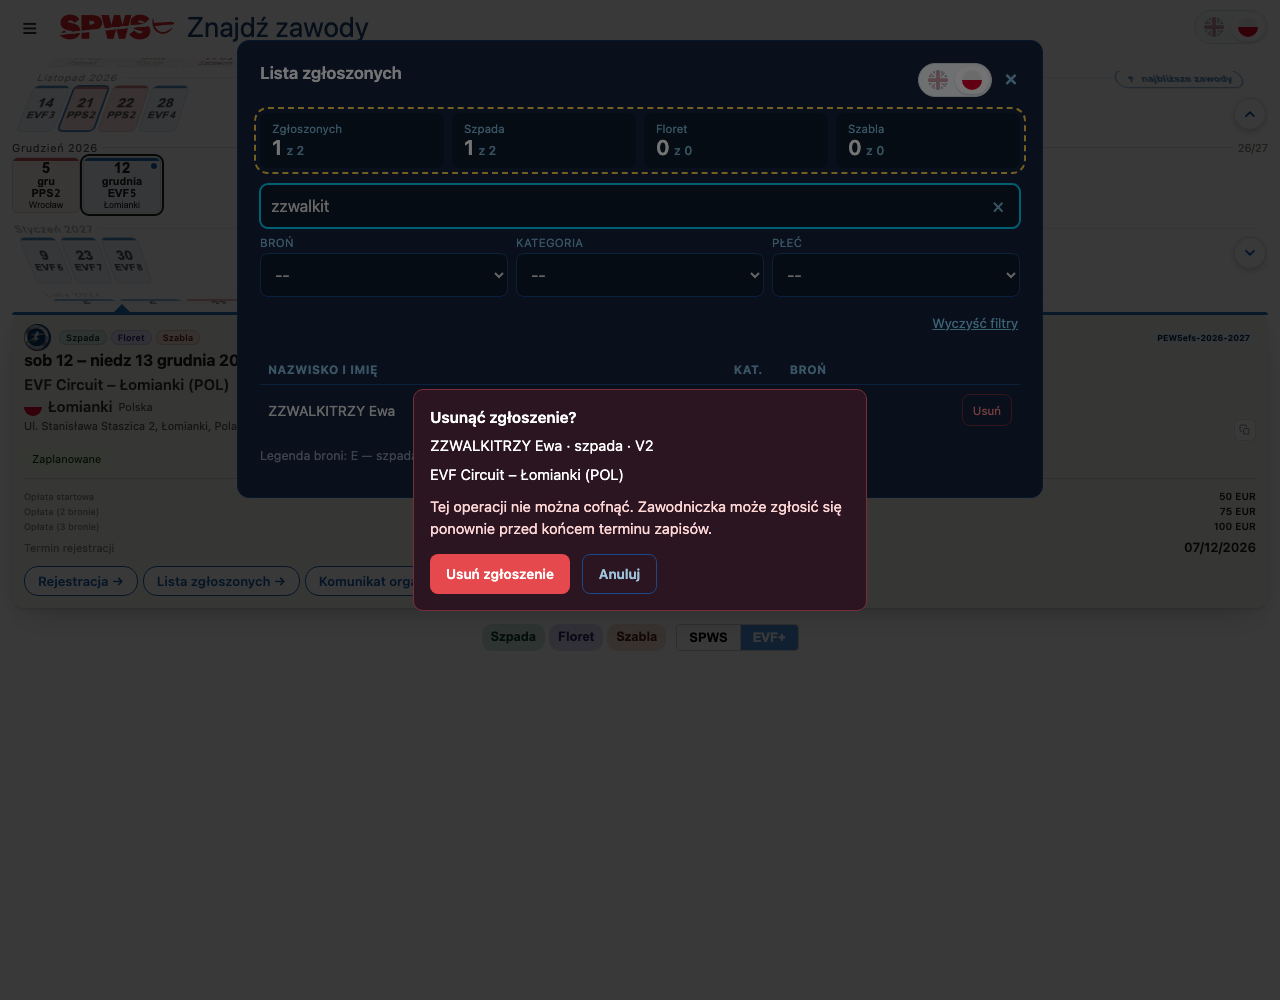 SPWS Znajdź zawody
Listopad 2026
14 EVF3
21 PPS2
22 PPS2
28 EVF4
najbliższe zawody
Grudzień 2026
26/27
5 gru PPS2 Wrocław
12 grudnia EVF5 Łomianki
Styczeń 2027
9 EVF6
23 EVF7
30 EVF8
Lista zgłoszonych
Zgłoszonych
1 z 2
Szpada
1 z 2
Floret
0 z 0
Szabla
0 z 0
zzwalkit
BROŃ
--
KATEGORIA
--
PŁEĆ
--
Wyczyść filtry
NAZWISKO I IMIĘ KAT. BROŃ
ZZWALKITRZY Ewa
Usuń
Legenda broni: E — szpada
Usunąć zgłoszenie?
ZZWALKITRZY Ewa · szpada · V2
EVF Circuit – Łomianki (POL)
Tej operacji nie można cofnąć. Zawodniczka może zgłosić się
ponownie przed końcem terminu zapisów.
Usuń zgłoszenie
Anuluj
Szpada Floret Szabla
PEWSefs-2026-2027
sob 12 – niedz 13 grudnia 20
EVF Circuit – Łomianki (POL)
Łomianki Polska
Ul. Stanisława Staszica 2, Łomianki, Pola
Zaplanowane
Opłata startowa 50 EUR
Opłata (2 bronie) 75 EUR
Opłata (3 bronie) 100 EUR
Termin rejestracji 07/12/2026
Rejestracja →
Lista zgłoszonych →
Komunikat orga
Szpada Floret Szabla SPWS EVF+